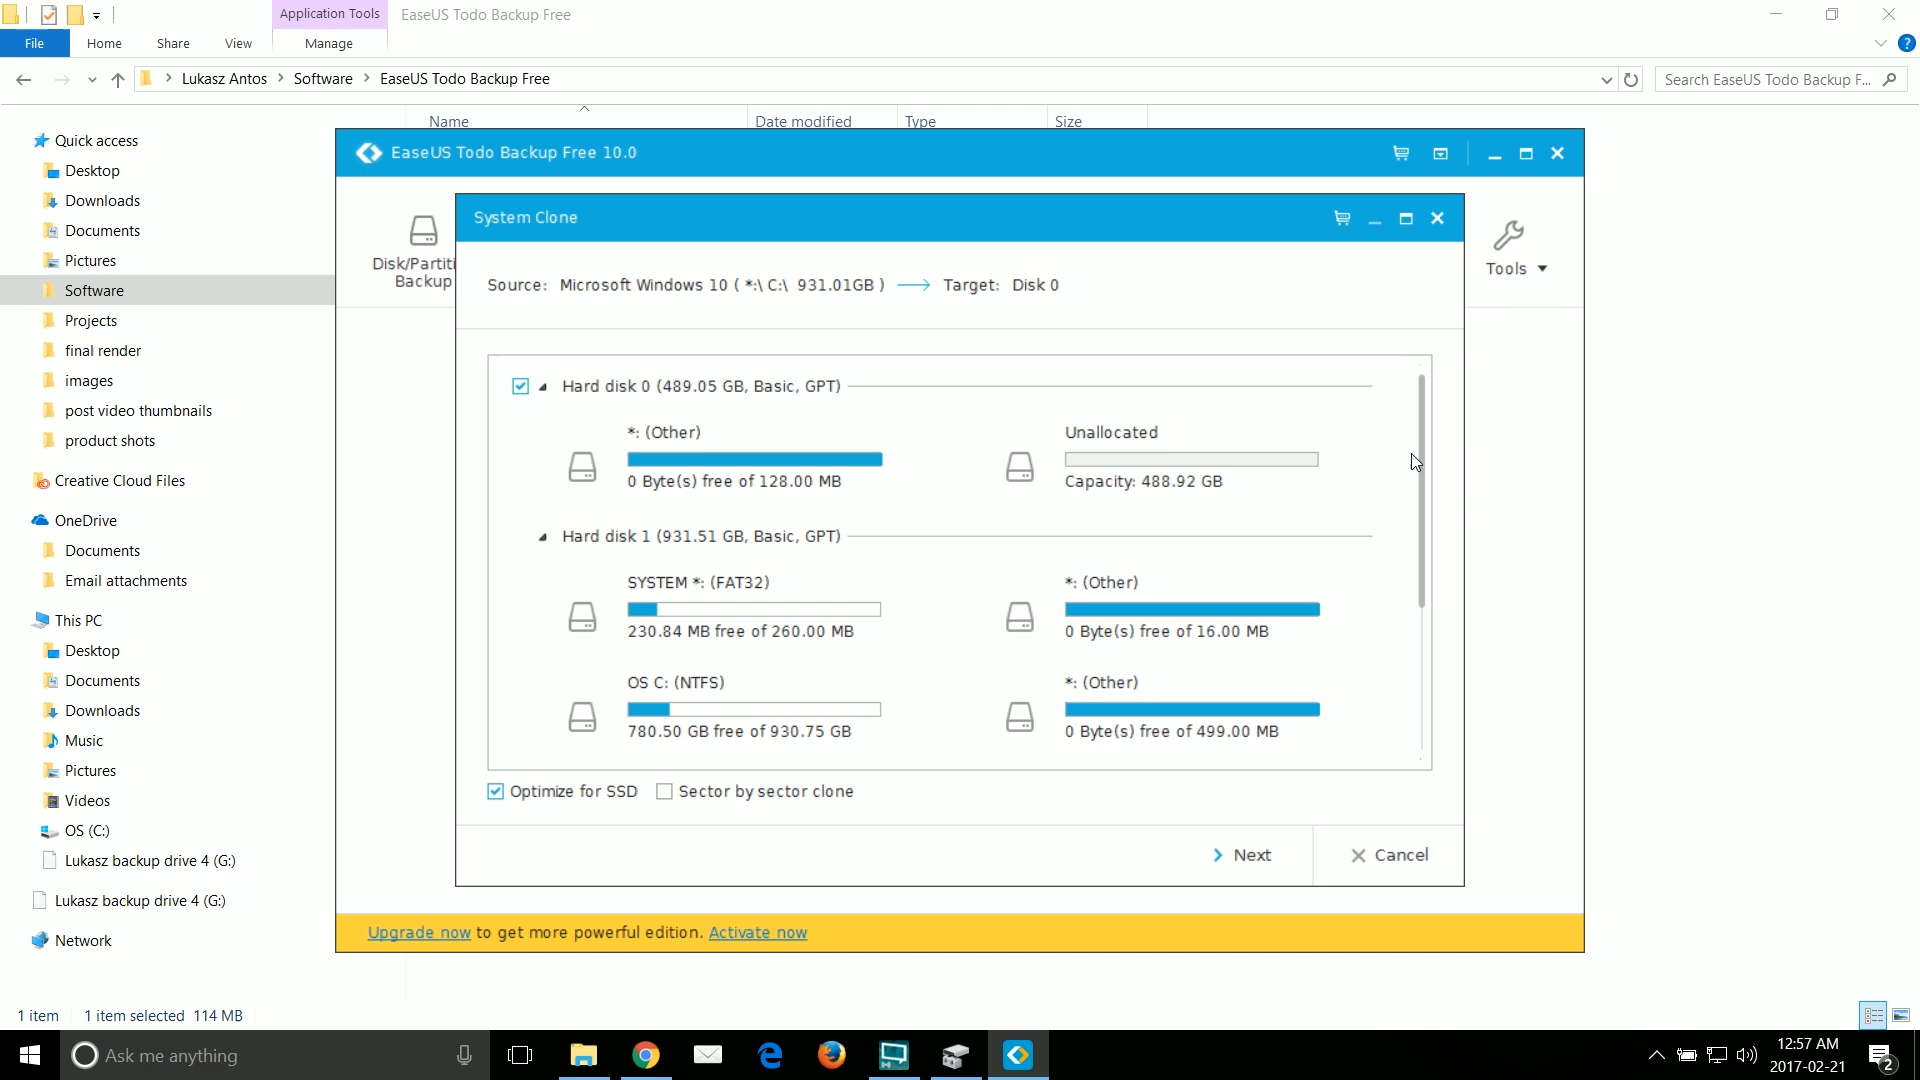 Application Tools
EaseUS Todo Backup Free
File
Home
Share
View
Manage
Lukasz Antos
Software
EaseUS Todo Backup Free
Search EaseUS Todo Backup F...
Name
Date modified
Type
Size
Quick access
Desktop
Downloads
Documents
Pictures
Software
Projects
final render
images
post video thumbnails
product shots
Creative Cloud Files
OneDrive
Documents
Email attachments
This PC
Desktop
Documents
Downloads
Music
Pictures
Videos
OS (C:)
Lukasz backup drive 4 (G:)
Lukasz backup drive 4 (G:)
Network
EaseUS Todo Backup Free 10.0
Disk/Partiti
Backup
Tools
System Clone
Source: Microsoft Windows 10 ( *:\ C:\ 931.01GB ) Target: Disk 0
Hard disk 0 (489.05 GB, Basic, GPT)
*: (Other)
0 Byte(s) free of 128.00 MB
Unallocated
Capacity: 488.92 GB
Hard disk 1 (931.51 GB, Basic, GPT)
SYSTEM *: (FAT32)
230.84 MB free of 260.00 MB
*: (Other)
0 Byte(s) free of 16.00 MB
OS C: (NTFS)
780.50 GB free of 930.75 GB
*: (Other)
0 Byte(s) free of 499.00 MB
Optimize for SSD
Sector by sector clone
Next
Cancel
Upgrade now to get more powerful edition. Activate now
1 item
1 item selected 114 MB
Ask me anything
12:57 AM
2017-02-21
2